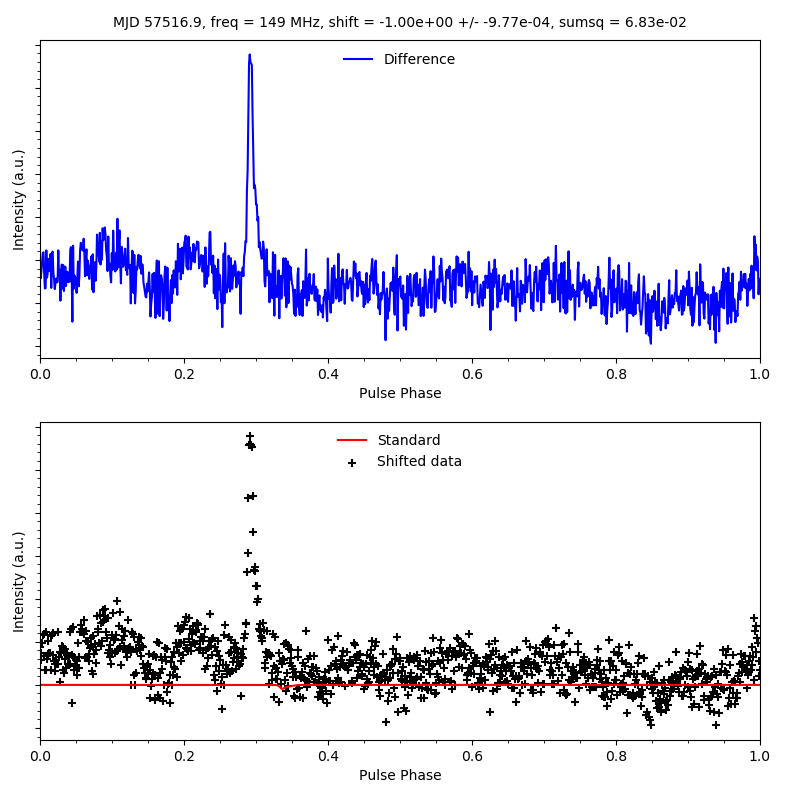 MJD 57516.9, freq = 149 MHz, shift = -1.00e+00 +/- -9.77e-04, sumsq = 6.83e-02
Difference
Intensity (a.u.)
0.0 0.2 0.4 0.6 0.8 1.0
Pulse Phase
Standard
Shifted data
Intensity (a.u.)
0.0 0.2 0.4 0.6 0.8 1.0
Pulse Phase